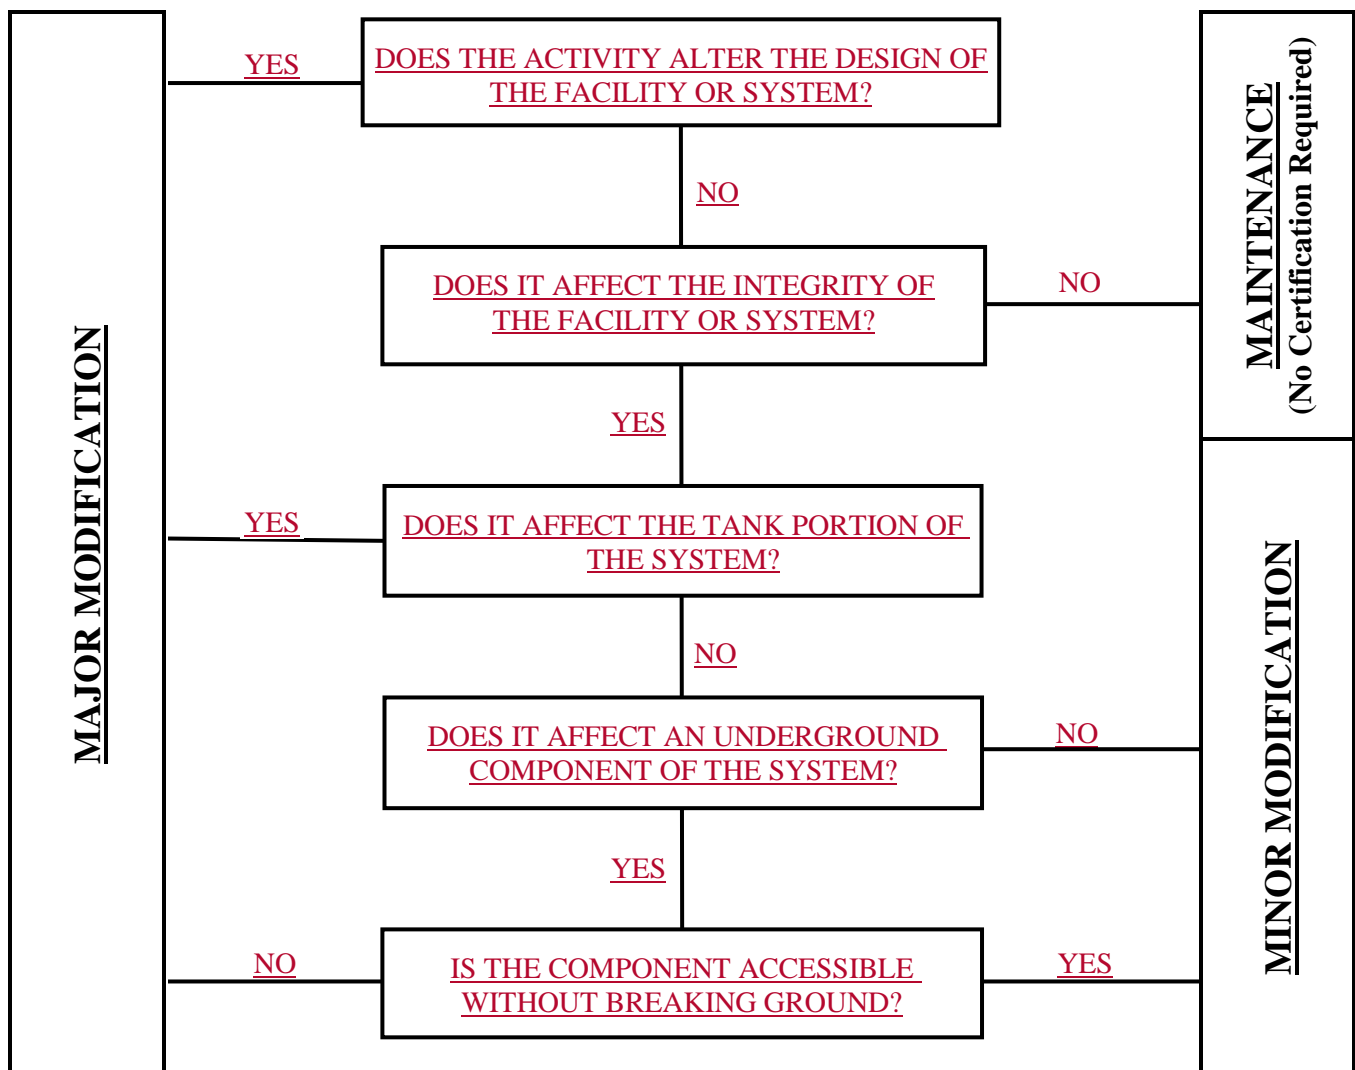 YES
DOES THE ACTIVITY ALTER THE DESIGN OF
THE FACILITY OR SYSTEM?
NO
DOES IT AFFECT THE INTEGRITY OF
THE FACILITY OR SYSTEM?
NO
MAINTENANCE
(No Certification Required)
YES
MAJOR MODIFICATION
YES
DOES IT AFFECT THE TANK PORTION OF
THE SYSTEM?
NO
DOES IT AFFECT AN UNDERGROUND
COMPONENT OF THE SYSTEM?
NO
MINOR MODIFICATION
YES
NO
IS THE COMPONENT ACCESSIBLE
WITHOUT BREAKING GROUND?
YES